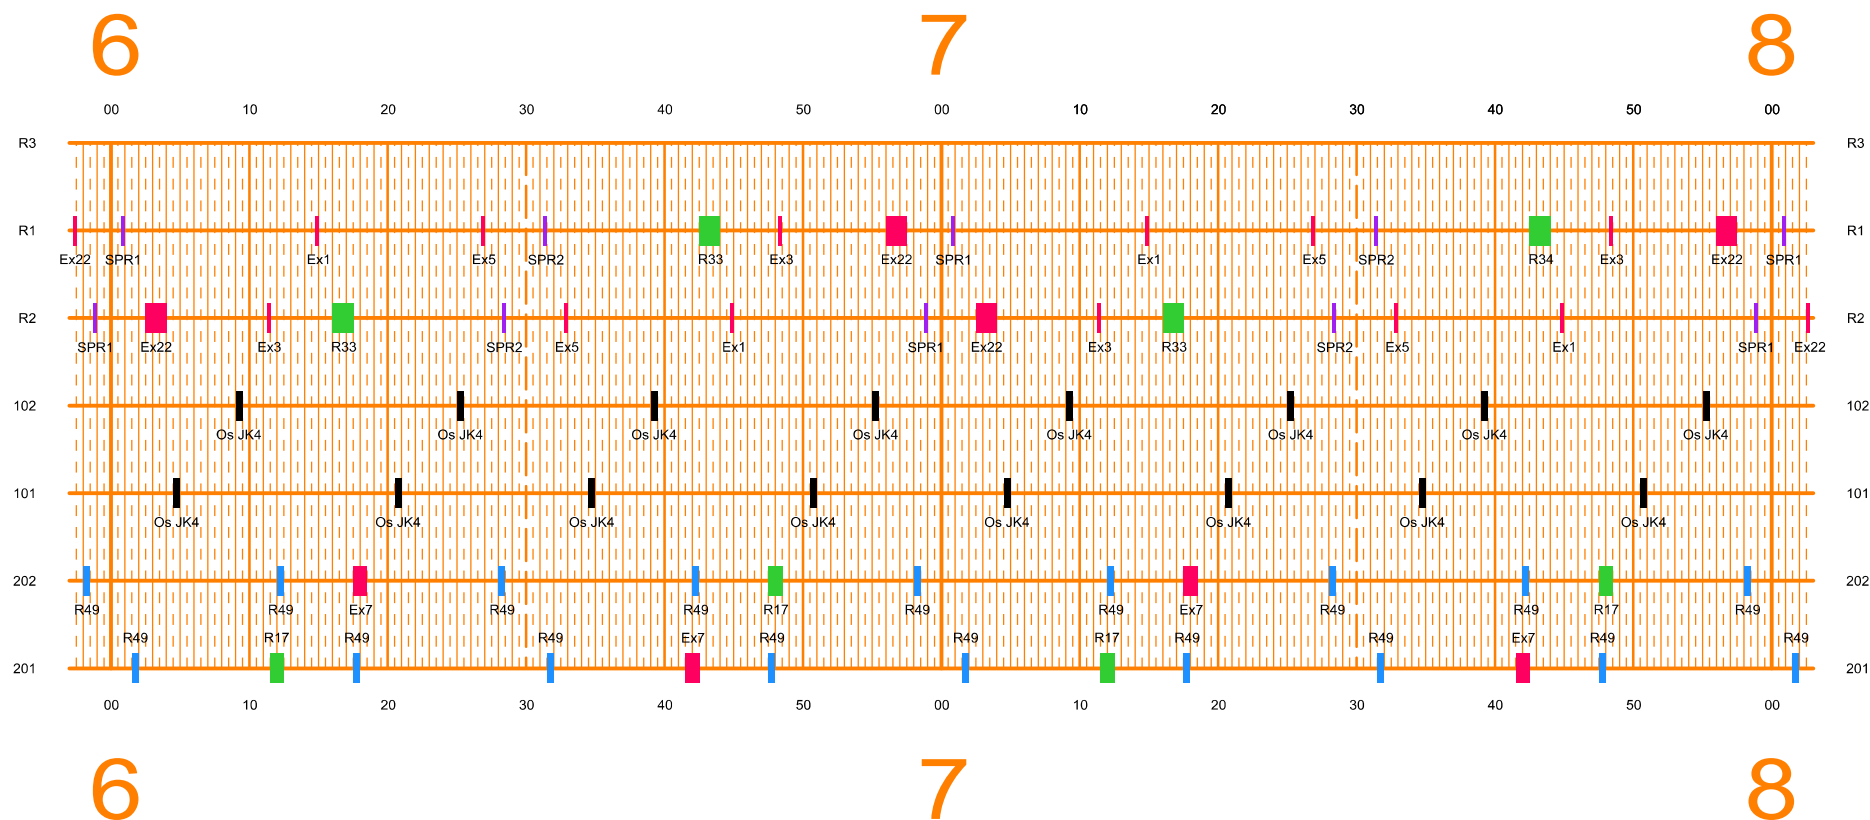 6 7 8
00 10 20 30 40 50 00 10 20 30 40 50 00
R3 R3
R1 R1
Ex22 SPR1 Ex1 Ex5 SPR2 R33 Ex3 Ex22 SPR1 Ex1 Ex5 SPR2 R34 Ex3 Ex22 SPR1
R2 R2
SPR1 Ex22 Ex3 R33 SPR2 Ex5 Ex1 SPR1 Ex22 Ex3 R33 SPR2 Ex5 Ex1 SPR1 Ex22
102 102
Os JK4 Os JK4 Os JK4 Os JK4 Os JK4 Os JK4 Os JK4 Os JK4
101 101
Os JK4 Os JK4 Os JK4 Os JK4 Os JK4 Os JK4 Os JK4 Os JK4
202 202
R49 R49 Ex7 R49 R49 R17 R49 R49 Ex7 R49 R49 R17 R49
R49 R17 R49 R49 Ex7 R49 R49 R17 R49 R49 Ex7 R49 R49
201 201
00 10 20 30 40 50 00 10 20 30 40 50 00
6 7 8